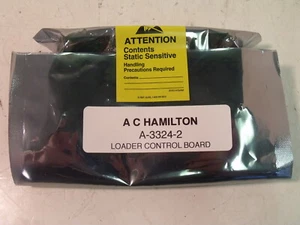 ATTENTION
Contents
Static Sensitive
Handling
Precautions Required
A C HAMILTON
A-3324-2
LOADER CONTROL BOARD